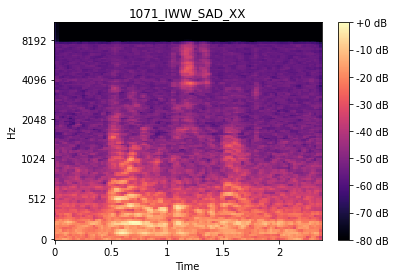 1071_IWW_SAD_XX
8192
4096
2048
1024
512
0
Hz
0
0.5
1
1.5
2
Time
+0 dB
-10 dB
-20 dB
-30 dB
-40 dB
-50 dB
-60 dB
-70 dB
-80 dB